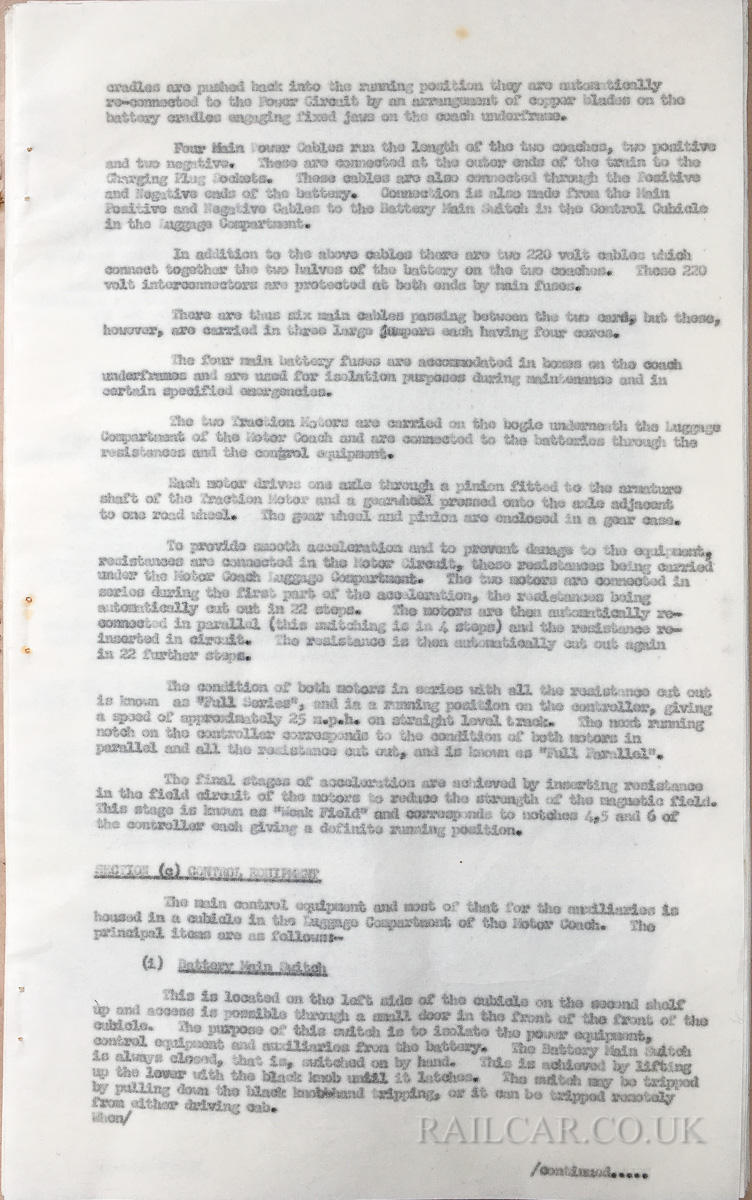 cradles are pushed back into the running position they are automatically
re-connected to the Power Circuit by an arrangement of copper blades on the
battery cradles engaging fixed jaws on the coach underframe.
Four Main Power Cables run the length of the two coaches, two positive
and two negative. These are connected at the outer ends of the train to the
Charging Plug Sockets. These cables are also connected through the Positive
and Negative ends of the battery. Connection is also made from the Main
Positive and Negative Cables to the Battery Main Switch in the Control Cubicle
in the Luggage Compartment.
In addition to the above cables there are two 220 volt cables which
connect together the two halves of the battery on the two coaches. These 220
volt interconnectors are protected at both ends by main fuses.
There are thus six main cables passing between the two cars, but these,
however, are carried in three large jumpers each having four cores.
The four main battery fuses are accomodated in boxes on the coach
underframes and are used for isolation purposes during maintenance and in
certain specified emergencies.
The two Traction Motors are carried on the bogie underneath the Luggage
Compartment of the Motor Coach and are connected to the batteries through the
resistances and the control equipment.
Each motor drives one axle through a pinion fitted to the armature
shaft of the Traction Motor and a gearwheel pressed onto the axle adjacent
to one road wheel. The gear wheel and pinion are enclosed in a gear case.
To provide smooth acceleration and to prevent damage to the equipment,
resistances are connected in the Motor Circuit, these resistances being carried
under the Motor Coach Luggage Compartment. The two motors are connected in
series during the first part of the acceleration, the resistances being
automatically cut out in 22 steps. The motors are then automatically re-
connected in parallel (this switching is in 4 steps) and the resistance re-
inserted in circuit. The resistance is then automatically cut out again
in 22 further steps.
The condition of both motors in series with all the resistance cut out
is known as "Full Series", and is a running position on the controller, giving
a speed of approximately 25 m.p.h. on straight level track. The next running
notch on the controller corresponds to the condition of both motors in
parallel and all the resistance cut out, and is known as "Full Parallel".
The final stages of acceleration are achieved by inserting resistance
in the field circuit of the motors to reduce the strength of the magnetic field.
This stage is known as "Weak Field" and corresponds to notches 4,5 and 6 of
the controller each giving a definite running position.
SECTION (c) CONTROL EQUIPMENT
The main control equipment and most of that for the auxiliaries is
housed in a cubicle in the Luggage Compartment of the Motor Coach. The
principal items are as follows:-
(i) Battery Main Switch
This is located on the left side of the cubicle on the second shelf
up and access is possible through a small door in the front of the front of the
cubicle. The purpose of this switch is to isolate the power equipment,
control equipment and auxiliaries from the battery. The Battery Main Switch
is always closed, that is, switched on by hand. This is achieved by lifting
up the lever with the black knob until it latches. The switch may be tripped
by pulling down the black knob hand tripping, or it can be tripped remotely
from either driving cab.
When/
RAILCAR.CO.UK
/continued.....